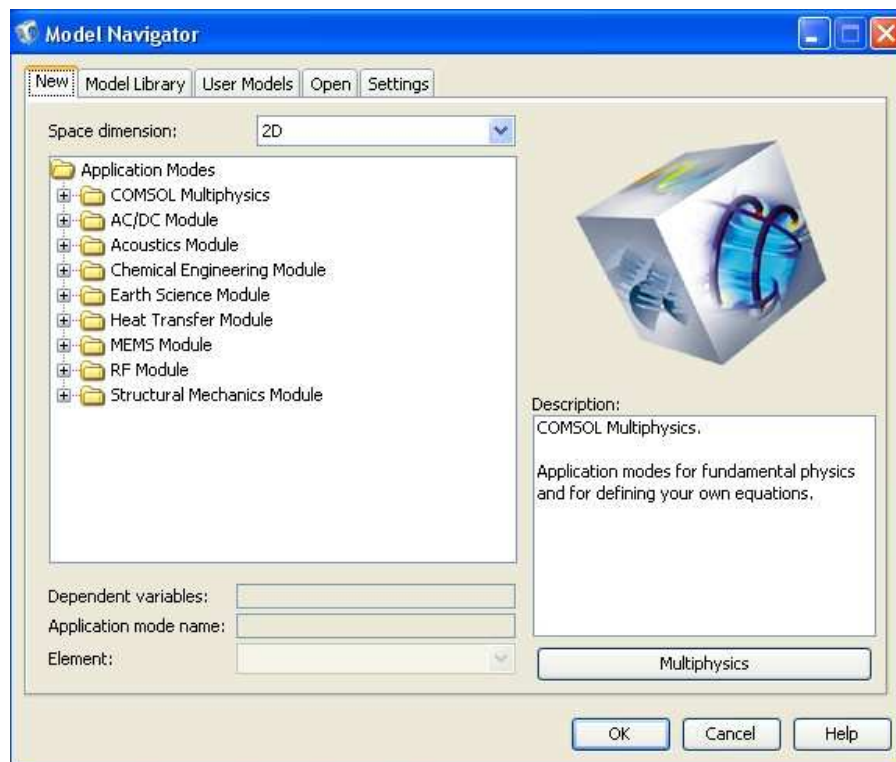 Model Navigator
New Model Library User Models Open Settings
Space dimension: 2D
Application Modes
COMSOL Multiphysics
AC/DC Module
Acoustics Module
Chemical Engineering Module
Earth Science Module
Heat Transfer Module
MEMS Module
RF Module
Structural Mechanics Module
Description:
COMSOL Multiphysics.
Application modes for fundamental physics
and for defining your own equations.
Dependent variables:
Application mode name:
Element:
Multiphysics
OK Cancel Help